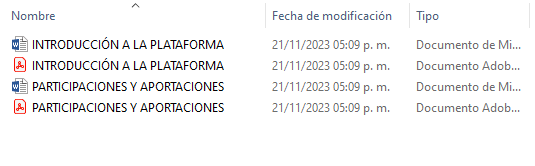 Nombre Fecha de modificación Tipo
INTRODUCCIÓN A LA PLATAFORMA 21/11/2023 05:09 p. m. Documento de Mi...
INTRODUCCIÓN A LA PLATAFORMA 21/11/2023 05:09 p. m. Documento Adob...
PARTICIPACIONES Y APORTACIONES 21/11/2023 05:09 p. m. Documento de Mi...
PARTICIPACIONES Y APORTACIONES 21/11/2023 05:09 p. m. Documento Adob...